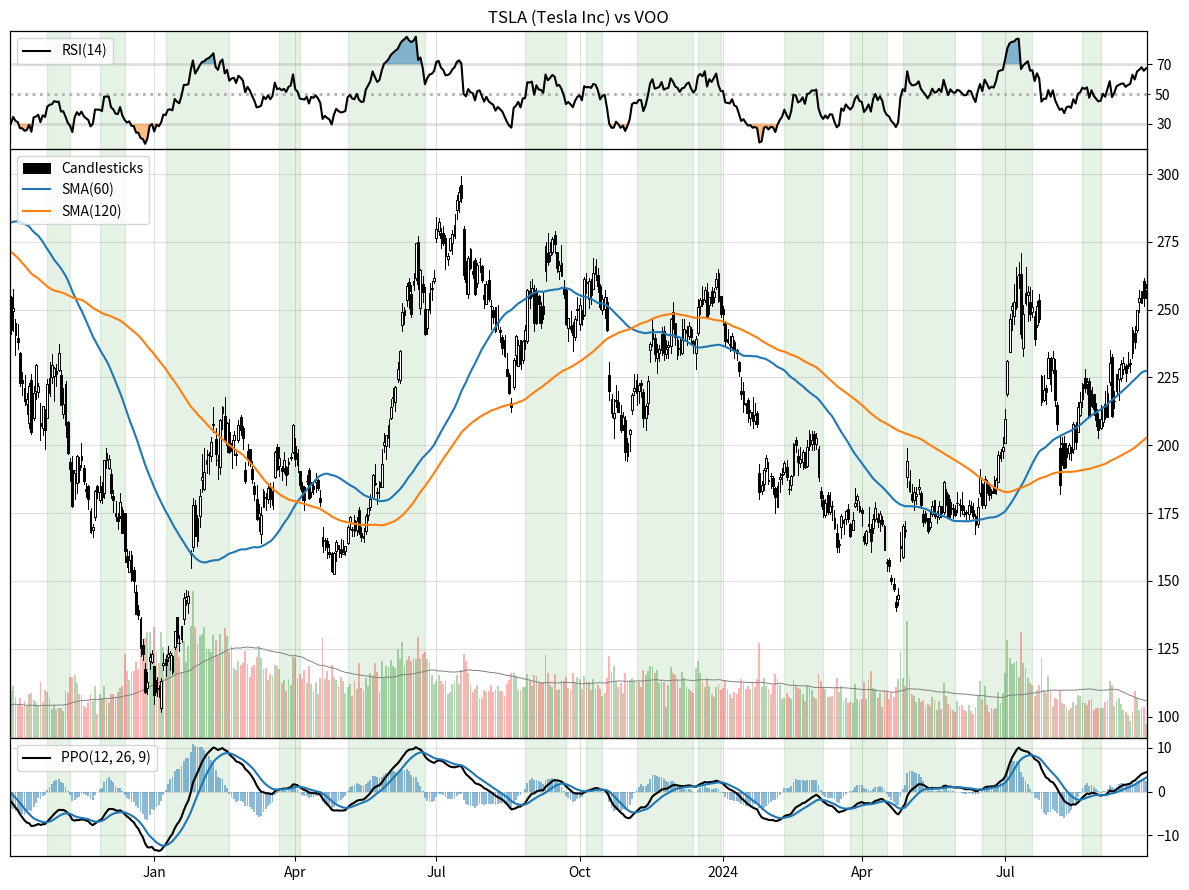 TSLA (Tesla Inc) vs VOO
RSI(14)
70
50
30
Candlesticks
SMA(60)
SMA(120)
300
275
250
225
200
175
150
125
100
PPO(12, 26, 9)
10
0
−10
Jan Apr Jul Oct 2024 Apr Jul